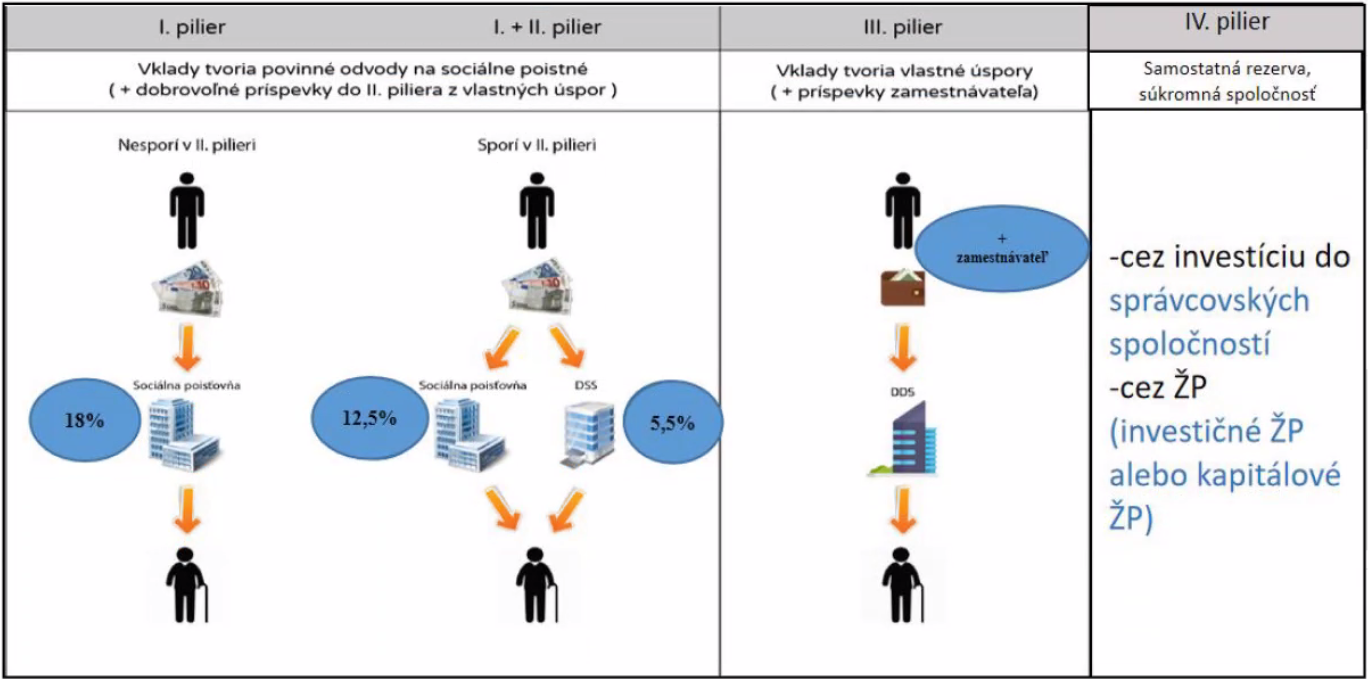 I. pilier
I. + II. pilier
III. pilier
IV. pilier
Vklady tvoria povinné odvody na sociálne poistné
( + dobrovoľné príspevky do II. piliera z vlastných úspor )
Vklady tvoria vlastné úspory
( + príspevky zamestnávateľa)
Samostatná rezerva,
súkromná spoločnosť
Nesporí v II. pilieri
Sporí v II. pilieri
+
zamestnávateľ
-cez investíciu do
správcovských
spoločností
-cez ŽP
(investičné ŽP
alebo kapitálové
ŽP)
Sociálna poisťovňa
18%
Sociálna poisťovňa
12,5%
DSS
5,5%
DDS